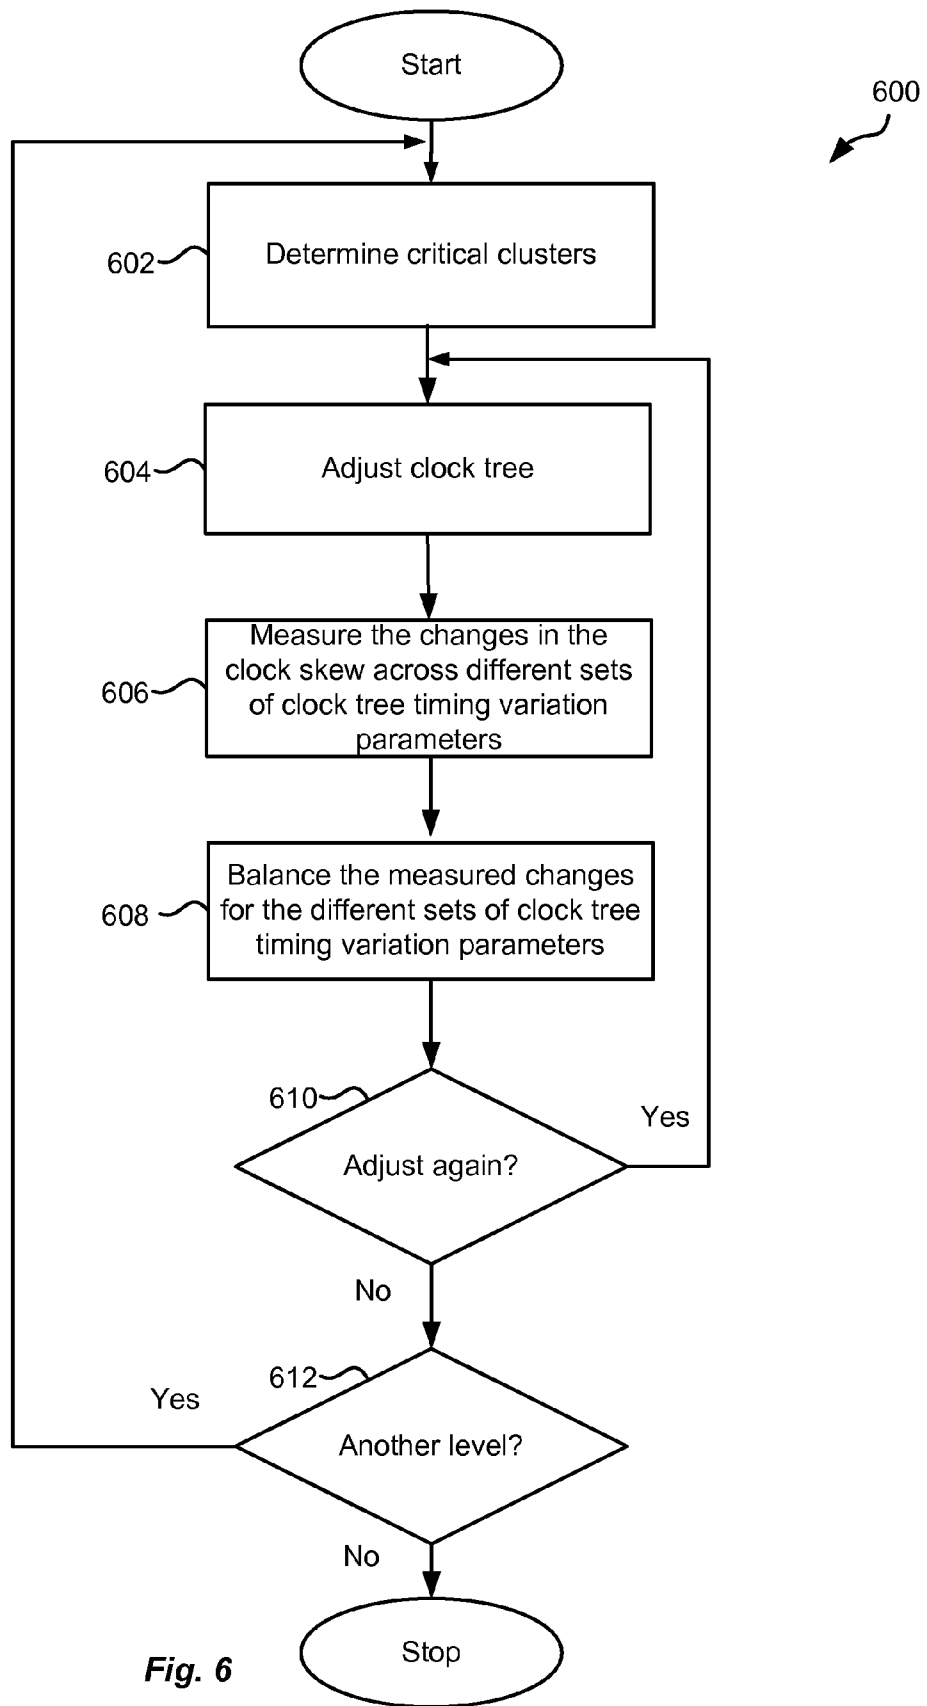 Start
600
602
Determine critical clusters
604
Adjust clock tree
606
Measure the changes in the
clock skew across different sets
of clock tree timing variation
parameters
608
Balance the measured changes
for the different sets of clock tree
timing variation parameters
610
Adjust again?
Yes
No
612
Another level?
Yes
No
Stop
Fig. 6